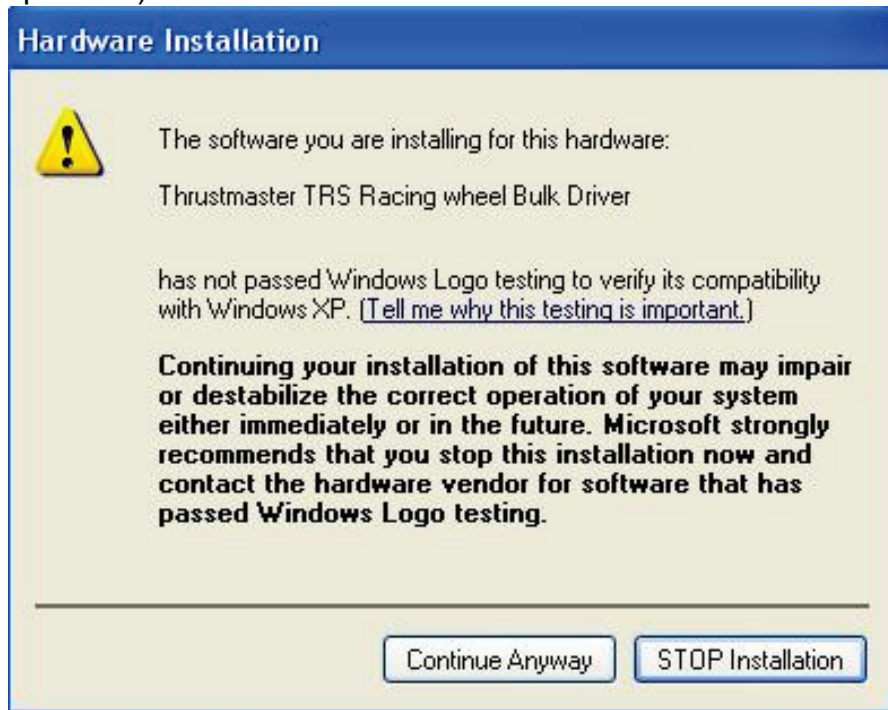 Hardware Installation
The software you are installing for this hardware:
Thrustmaster TRS Racing wheel Bulk Driver
has not passed Windows Logo testing to verify its compatibility
with Windows XP. (Tell me why this testing is important.)
Continuing your installation of this software may impair
or destabilize the correct operation of your system
either immediately or in the future. Microsoft strongly
recommends that you stop this installation now and
contact the hardware vendor for software that has
passed Windows Logo testing.
Continue Anyway STOP Installation